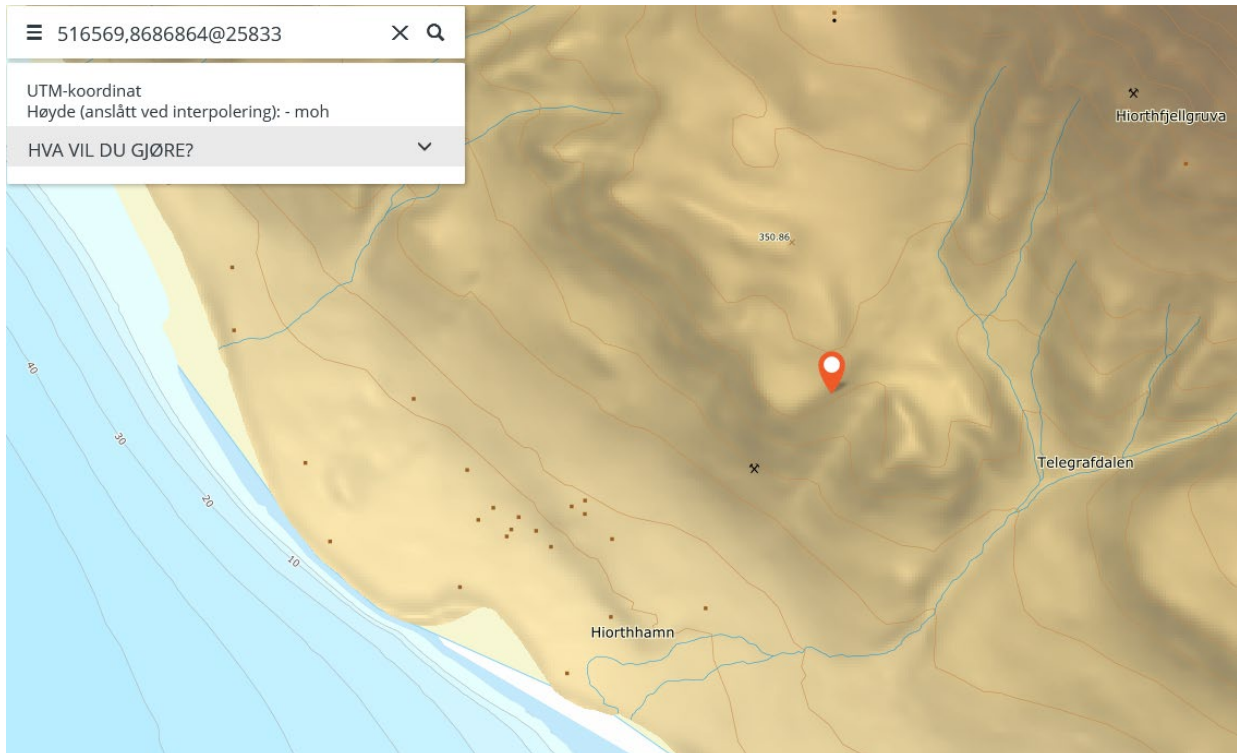 516569,8686864@25833
UTM-koordinat
Høyde (anslått ved interpolering): - moh
HVA VIL DU GJØRE?
Hiorthfjellgruva
350.86
40
30
Telegrafdalen
20
10
Hiorthhamn